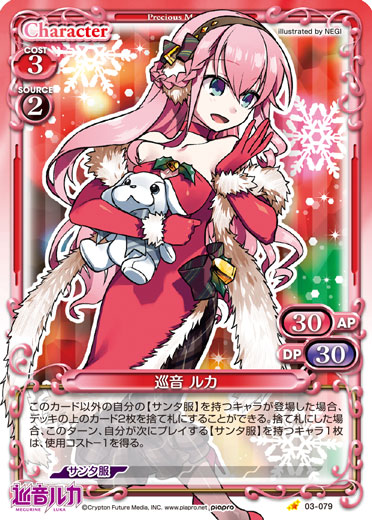 Precious M
Character
illustrated by NEGI
COST
3
SOURCE
2
30 AP
DP 30
巡音 ルカ
このカード以外の自分の【サンタ服】を持つキャラが登場した場合、
デッキの上のカード2枚を捨て札にすることができる。捨て札にした場
合、このターン、自分が次にプレイする【サンタ服】を持つキャラ1枚
は、使用コスト-1を得る。
サンタ服
巡音ルカ
MEGURINE LUKA
©Crypton Future Media, INC. www.piapro.net piapro
03-079